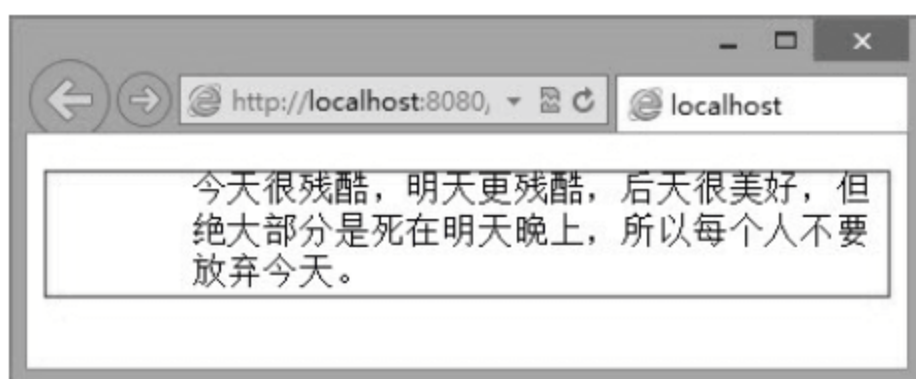 http://localhost:8080,
localhost
今天很残酷，明天更残酷，后天很美好，但
绝大部分是死在明天晚上，所以每个人不要
放弃今天。